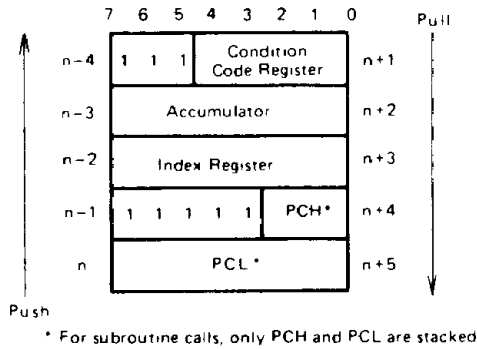 7 6 5 4 3 2 1 0
Pull
n-4 1 1 1 Condition Code Register n+1
n-3 Accumulator n+2
n-2 Index Register n+3
n-1 1 1 1 1 1 PCH* n+4
n PCL* n+5
Push
* For subroutine calls, only PCH and PCL are stacked